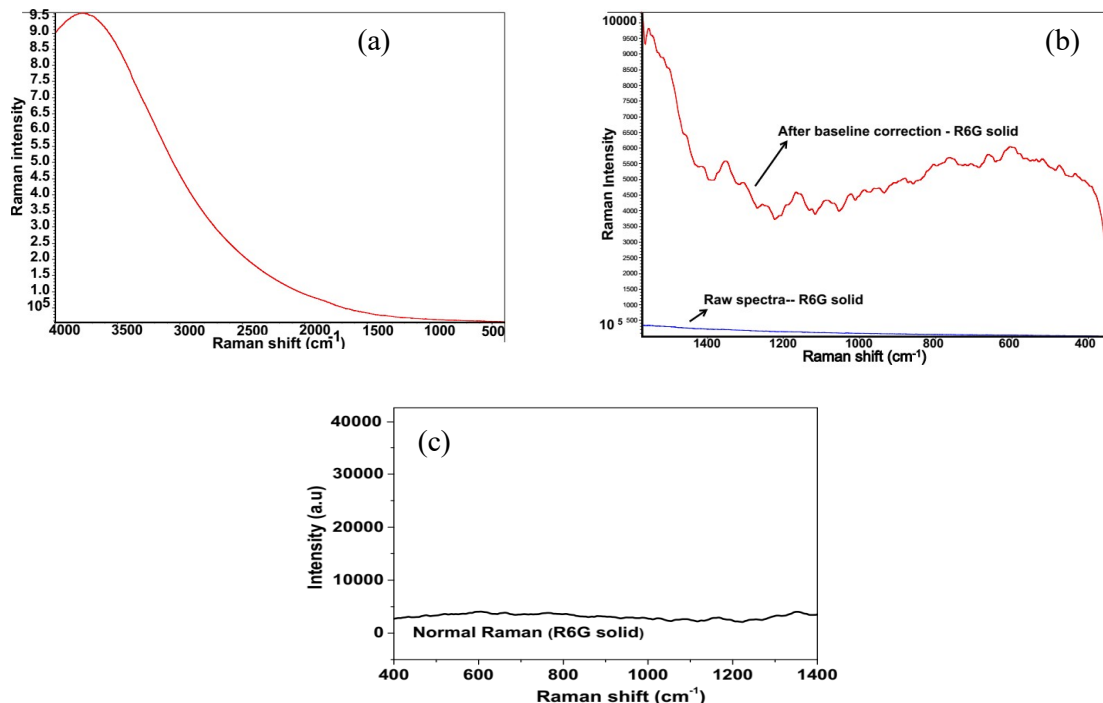 (a)
Raman intensity
9.5
9.0
8.5
8.0
7.5
7.0
6.5
6.0
5.5
5.0
4.5
4.0
3.5
3.0
2.5
2.0
1.5
1.0
10^5
4000 3500 3000 2500 2000 1500 1000 500
Raman shift (cm-1)
(b)
Raman Intensity
10000
9500
9000
8500
8000
7500
7000
6500
6000
5500
5000
4500
4000
3500
3000
2500
2000
1500
1000
10 5 500
After baseline correction - R6G solid
Raw spectra-- R6G solid
1400 1200 1000 800 600 400
Raman shift (cm-1)
(c)
Intensity (a.u)
40000
30000
20000
10000
0
Normal Raman (R6G solid)
400 600 800 1000 1200 1400
Raman shift (cm-1)